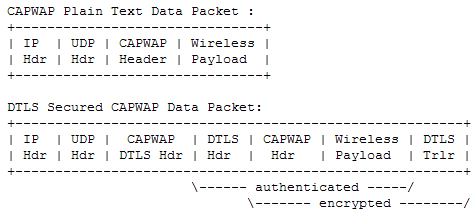 CAPWAP Plain Text Data Packet :
+-------------------------------+
| IP  | UDP | CAPWAP | Wireless |
| Hdr | Hdr | Header | Payload  |
+-------------------------------+
DTLS Secured CAPWAP Data Packet:
+--------------------------------------------------------+
| IP  | UDP |  CAPWAP  | DTLS | CAPWAP | Wireless | DTLS |
| Hdr | Hdr | DTLS Hdr | Hdr  |  Hdr   | Payload  | Trlr |
+--------------------------------------------------------+
\------ authenticated -----/
\------- encrypted --------/